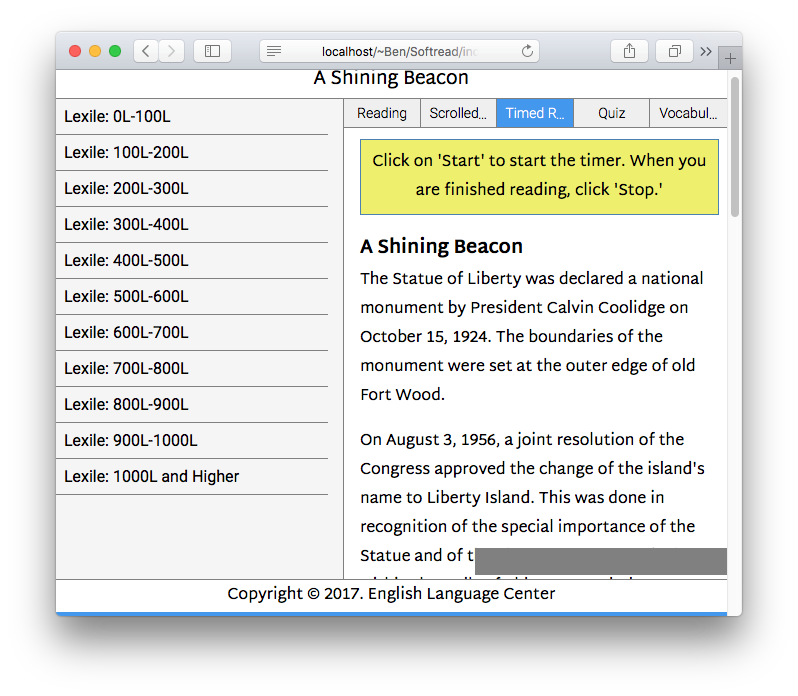 localhost/~Ben/Softread/in
A Shining Beacon
Lexile: 0L-100L
Lexile: 100L-200L
Lexile: 200L-300L
Lexile: 300L-400L
Lexile: 400L-500L
Lexile: 500L-600L
Lexile: 600L-700L
Lexile: 700L-800L
Lexile: 800L-900L
Lexile: 900L-1000L
Lexile: 1000L and Higher
Reading
Scrolled...
Timed R...
Quiz
Vocabul...
Click on 'Start' to start the timer. When you
are finished reading, click 'Stop.'
A Shining Beacon
The Statue of Liberty was declared a national
monument by President Calvin Coolidge on
October 15, 1924. The boundaries of the
monument were set at the outer edge of old
Fort Wood.
On August 3, 1956, a joint resolution of the
Congress approved the change of the island's
name to Liberty Island. This was done in
recognition of the special importance of the
Statue and of t
Copyright © 2017. English Language Center